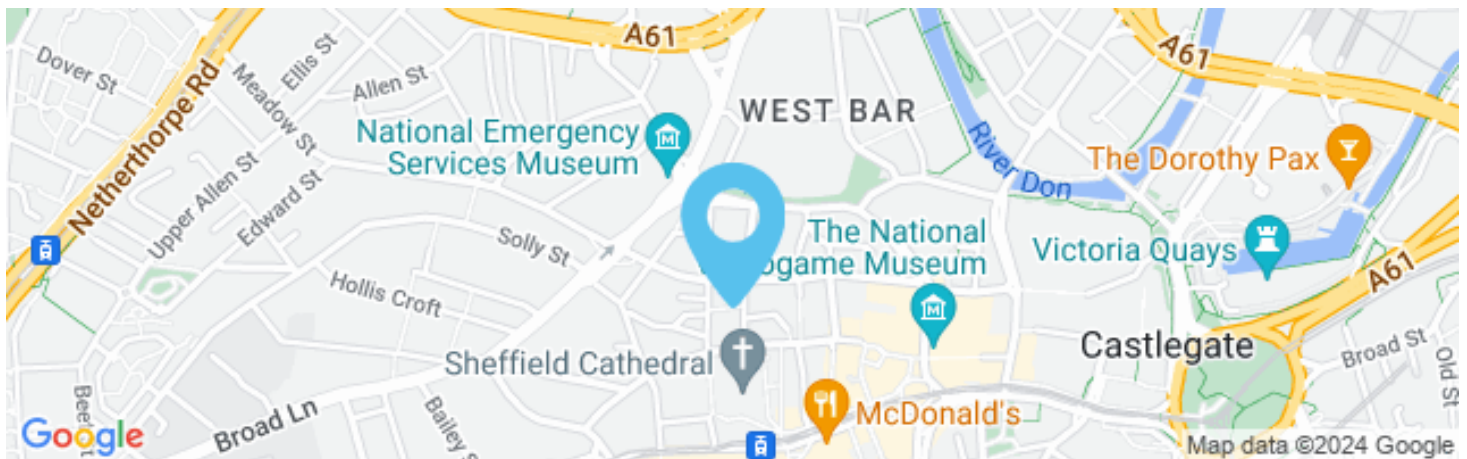 A61
Dover St
Ellis St
Allen St
Meadow St
Netherthorpe Rd
Upper Allen St
Edward St
National Emergency
Services Museum
WEST BAR
River Don
A61
The Dorothy Pax
Solly St
Hollis Croft
The National
ogame Museum
Victoria Quays
A61
Sheffield Cathedral
Castlegate
Broad St
Old St
Broad Ln
Bailey
McDonald's
Google
Map data ©2024 Google